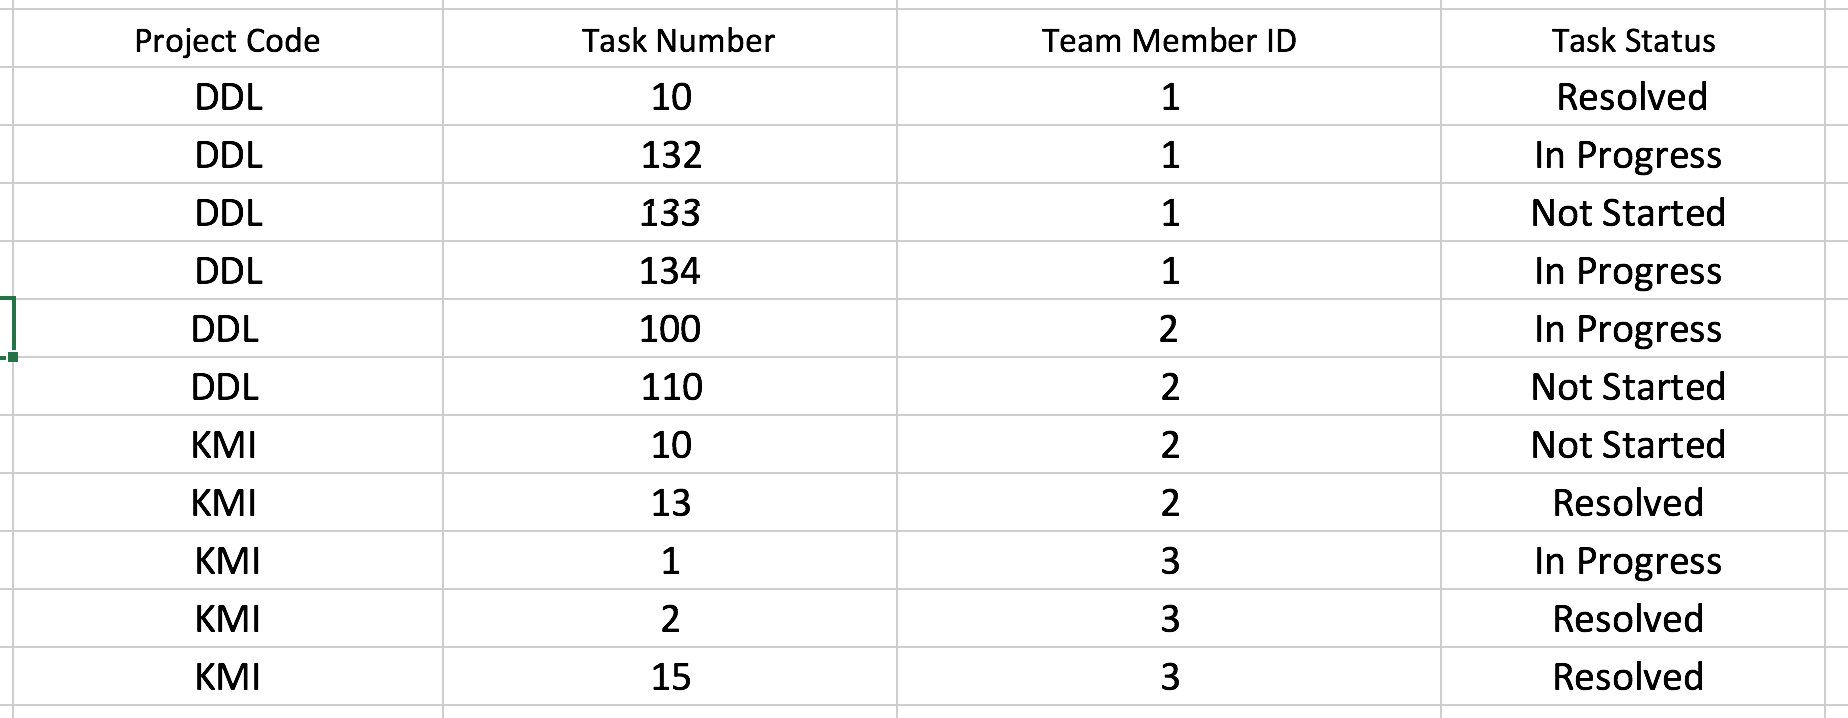 Project Code Task Number Team Member ID Task Status
DDL 10 1 Resolved
DDL 132 1 In Progress
DDL 133 1 Not Started
DDL 134 1 In Progress
DDL 100 2 In Progress
DDL 110 2 Not Started
KMI 10 2 Not Started
KMI 13 2 Resolved
KMI 1 3 In Progress
KMI 2 3 Resolved
KMI 15 3 Resolved